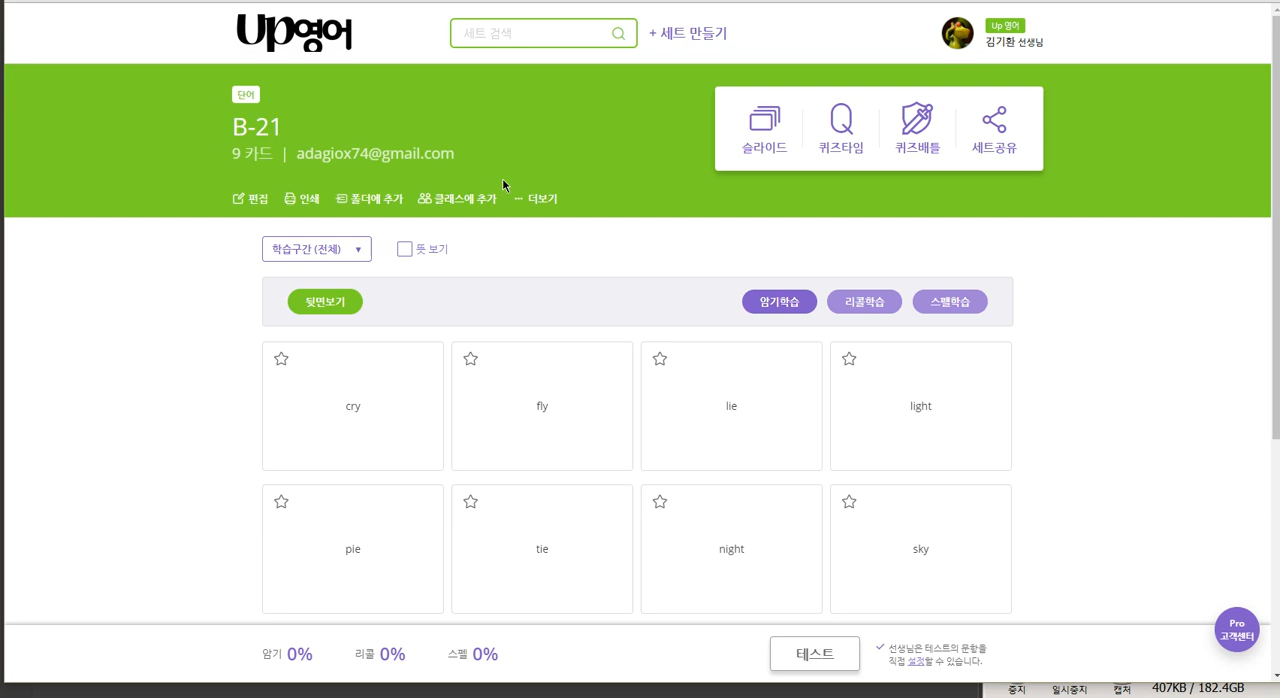 Up영어
세트 검색
+ 세트 만들기
Up 영어
김기환 선생님
단어
B-21
9 카드 | adagiox74@gmail.com
슬라이드
퀴즈타임
퀴즈배틀
세트공유
편집
인쇄
폴더에 추가
클래스에 추가
··· 더보기
학습구간 (전체) ▼
뜻 보기
뒷면보기
암기학습
리콜학습
스펠학습
cry
fly
lie
light
pie
tie
night
sky
암기 0%
리콜 0%
스펠 0%
테스트
선생님은 테스트의 문항을
직접 설정할 수 있습니다.
Pro
고객센터
중지
일시중지
캡처
407KB / 182.4GB